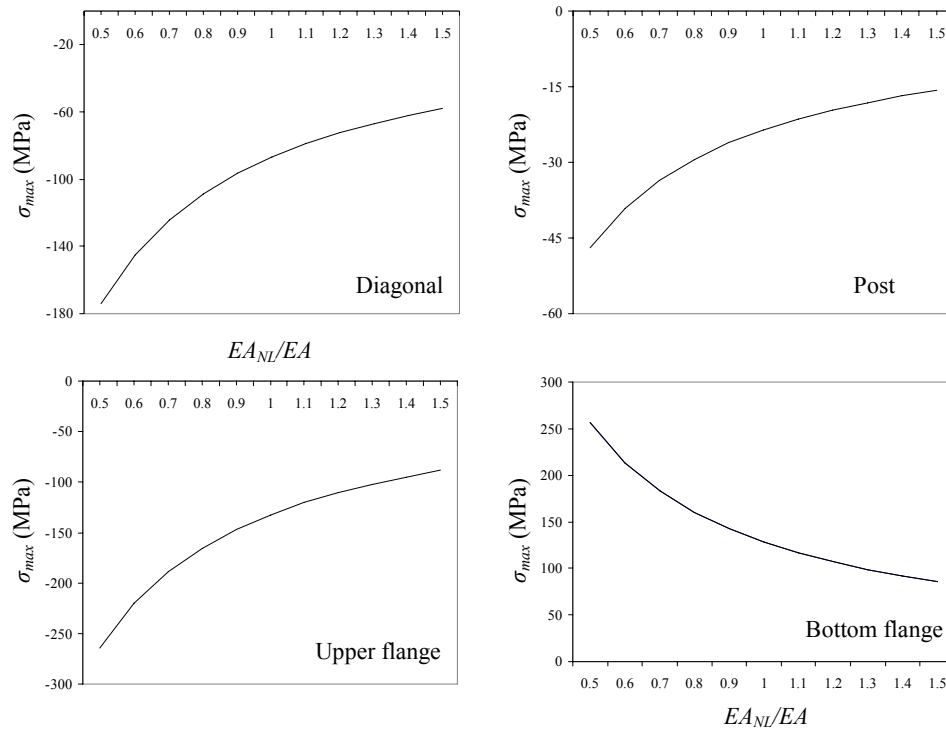 -20
-60
-100
-140
-180
0.5 0.6 0.7 0.8 0.9 1 1.1 1.2 1.3 1.4 1.5
σmax (MPa)
Diagonal
EANL/EA
0
-15
-30
-45
-60
0.5 0.6 0.7 0.8 0.9 1 1.1 1.2 1.3 1.4 1.5
σmax (MPa)
Post
0
-50
-100
-150
-200
-250
-300
0.5 0.6 0.7 0.8 0.9 1 1.1 1.2 1.3 1.4 1.5
σmax (MPa)
Upper flange
300
250
200
150
100
50
0
σmax (MPa)
Bottom flange
0.5 0.6 0.7 0.8 0.9 1 1.1 1.2 1.3 1.4 1.5
EANL/EA